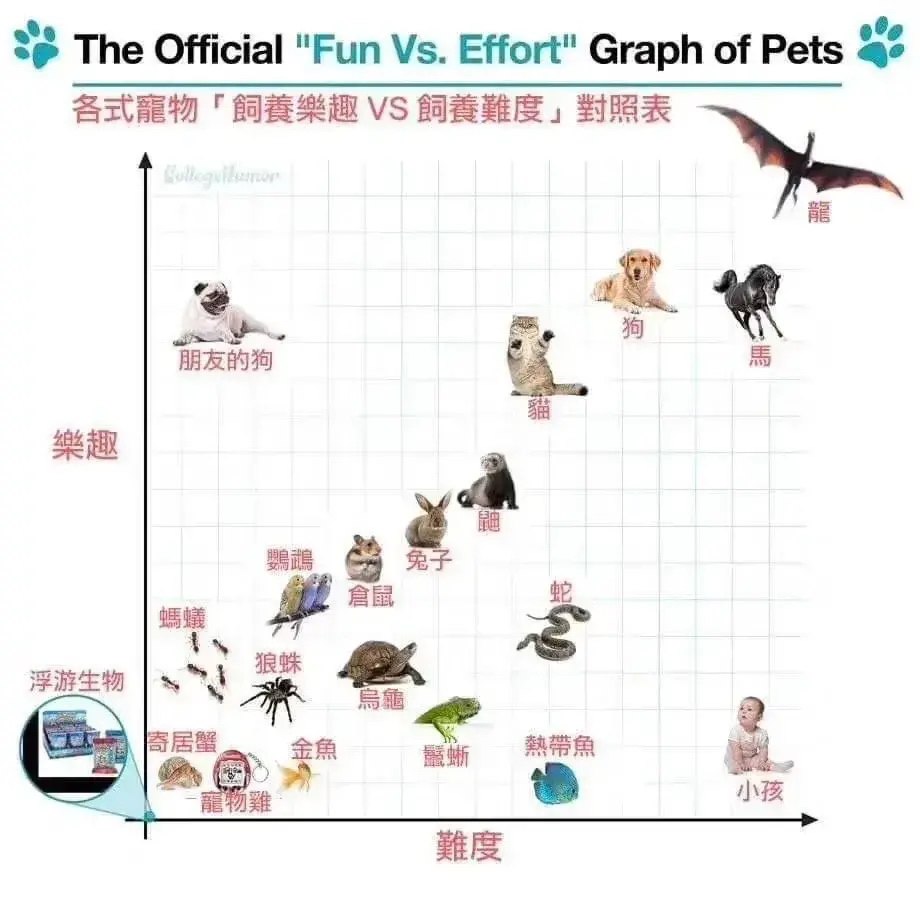 The Official "Fun Vs. Effort" Graph of Pets
各式寵物「飼養樂趣 VS 飼養難度」對照表
CollegeHumor
龍
朋友的狗
狗
馬
貓
樂趣
鼬
鸚鵡
倉鼠
兔子
螞蟻
蛇
狼蛛
浮游生物
烏龜
寄居蟹
寵物雞
金魚
鬣蜥
熱帶魚
小孩
難度